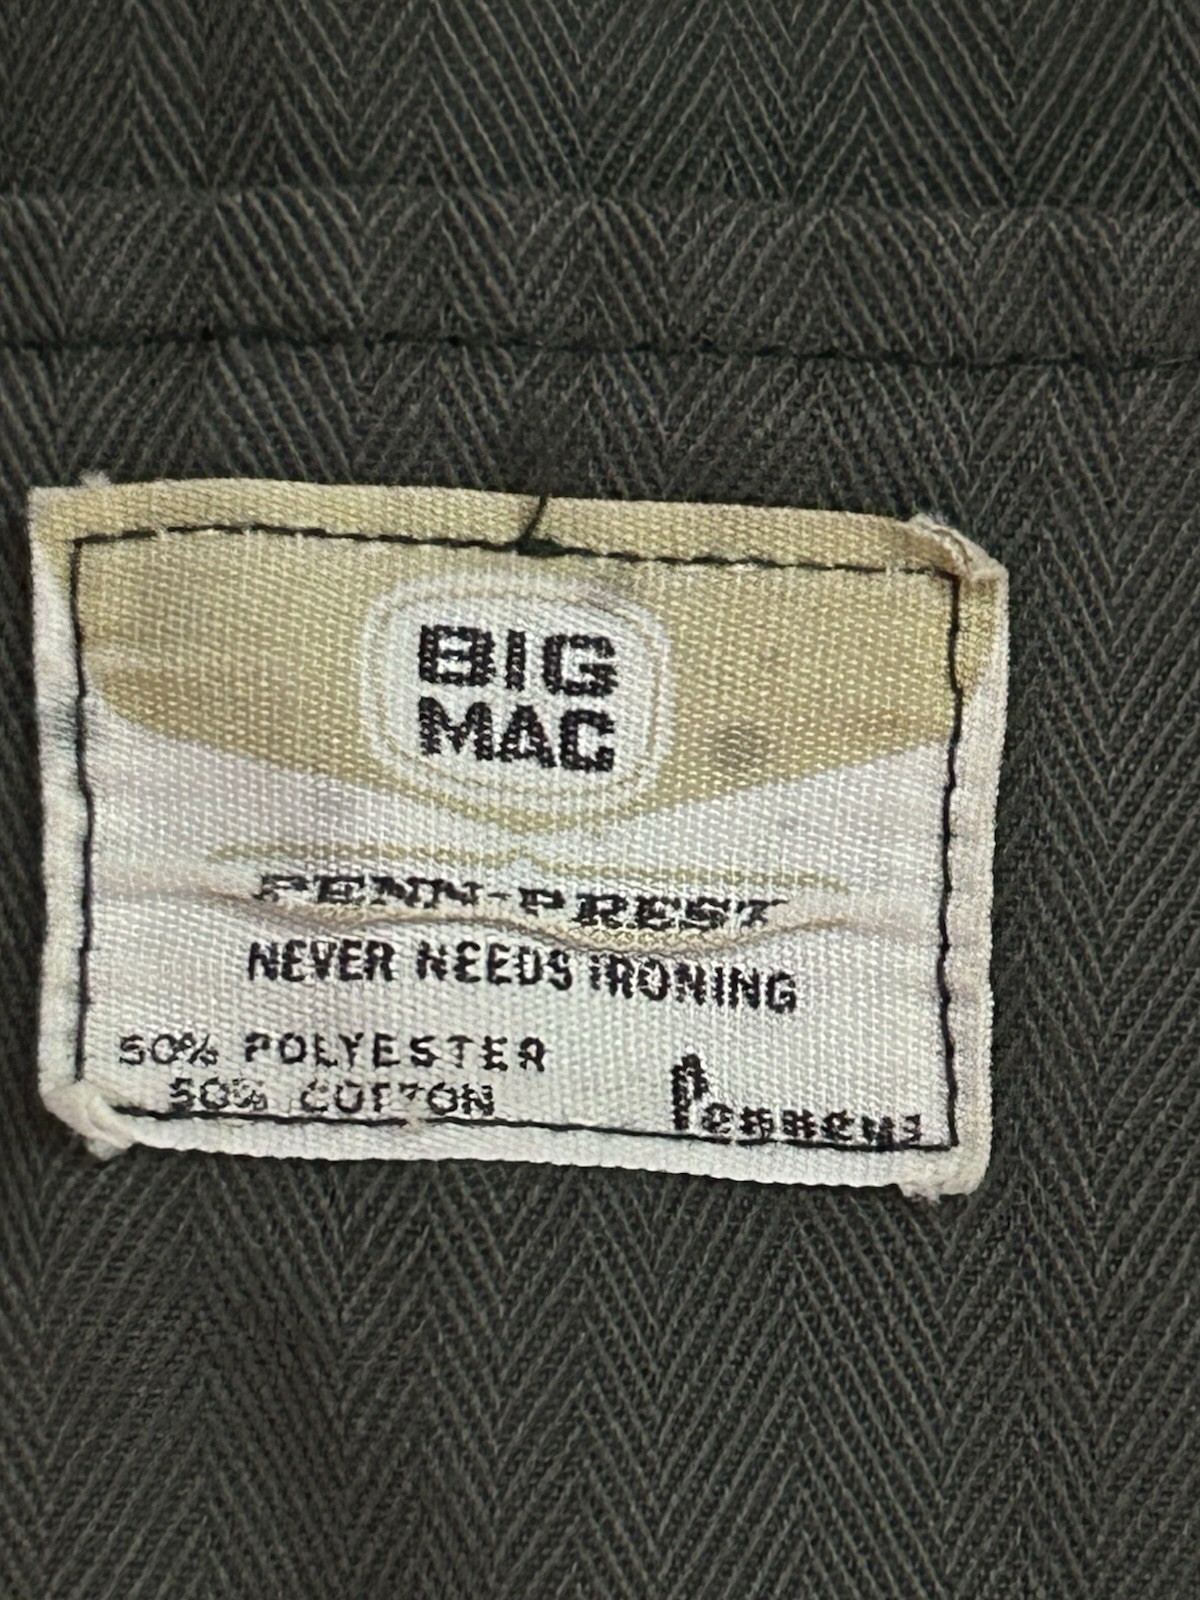 BIG
MAC
PENN-PREST
NEVER NEEDS IRONING
50% POLYESTER
50% COTTON
Penneys